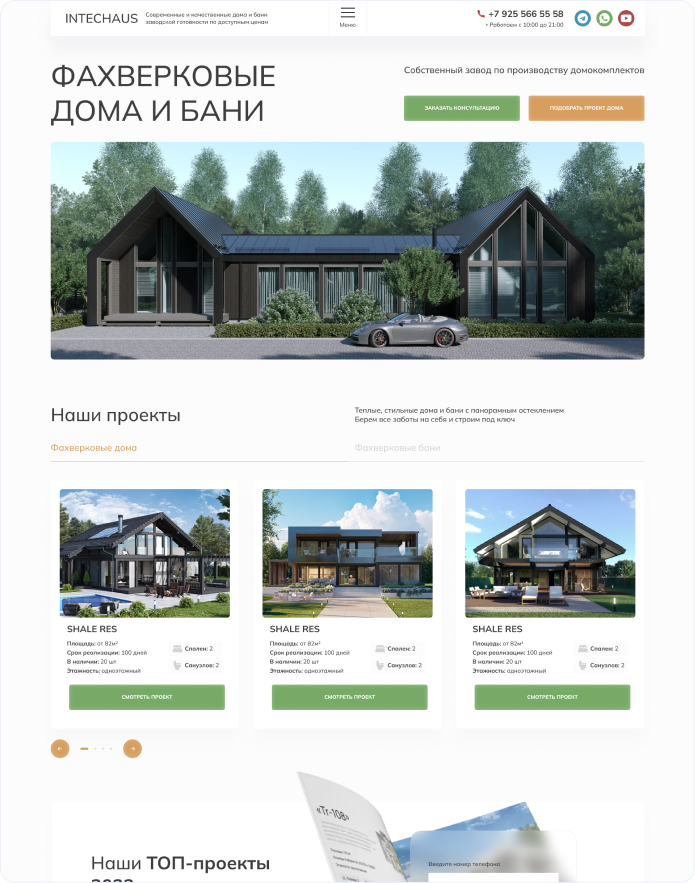 INTECHAUS
Современные и качественные дома и бани
заводской готовности по доступным ценам
Меню
+7 925 566 55 58
• Работаем с 10:00 до 21:00
ФАХВЕРКОВЫЕ
ДОМА И БАНИ
Собственный завод по производству домокомплектов
ЗАКАЗАТЬ КОНСУЛЬТАЦИЮ
ПОДОБРАТЬ ПРОЕКТ ДОМА
Наши проекты
Теплые, стильные дома и бани с панорамным остеклением
Берем все заботы на себя и строим под ключ
Фахверковые дома
Фахверковые бани
SHALE RES
Площадь: от 82м²
Срок реализации: 100 дней
В наличии: 20 шт
Этажность: одноэтажный
Спален: 2
Санузлов: 2
СМОТРЕТЬ ПРОЕКТ
SHALE RES
Площадь: от 82м²
Срок реализации: 100 дней
В наличии: 20 шт
Этажность: одноэтажный
Спален: 2
Санузлов: 2
СМОТРЕТЬ ПРОЕКТ
SHALE RES
Площадь: от 82м²
Срок реализации: 100 дней
В наличии: 20 шт
Этажность: одноэтажный
Спален: 2
Санузлов: 2
СМОТРЕТЬ ПРОЕКТ
«Тr-108»
Введите номер телефона
Наши ТОП-проекты